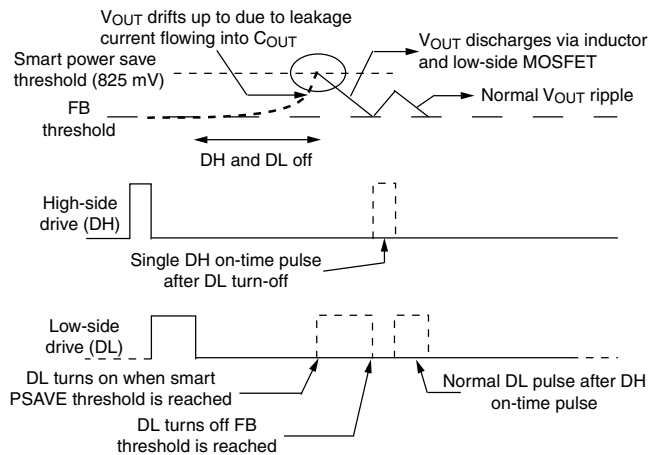 VOUT drifts up to due to leakage
current flowing into COUT
Smart power save
threshold (825 mV)
VOUT discharges via inductor
and low-side MOSFET
FB
threshold
Normal VOUT ripple
DH and DL off
High-side
drive (DH)
Single DH on-time pulse
after DL turn-off
Low-side
drive (DL)
DL turns on when smart
PSAVE threshold is reached
Normal DL pulse after DH
on-time pulse
DL turns off FB
threshold is reached